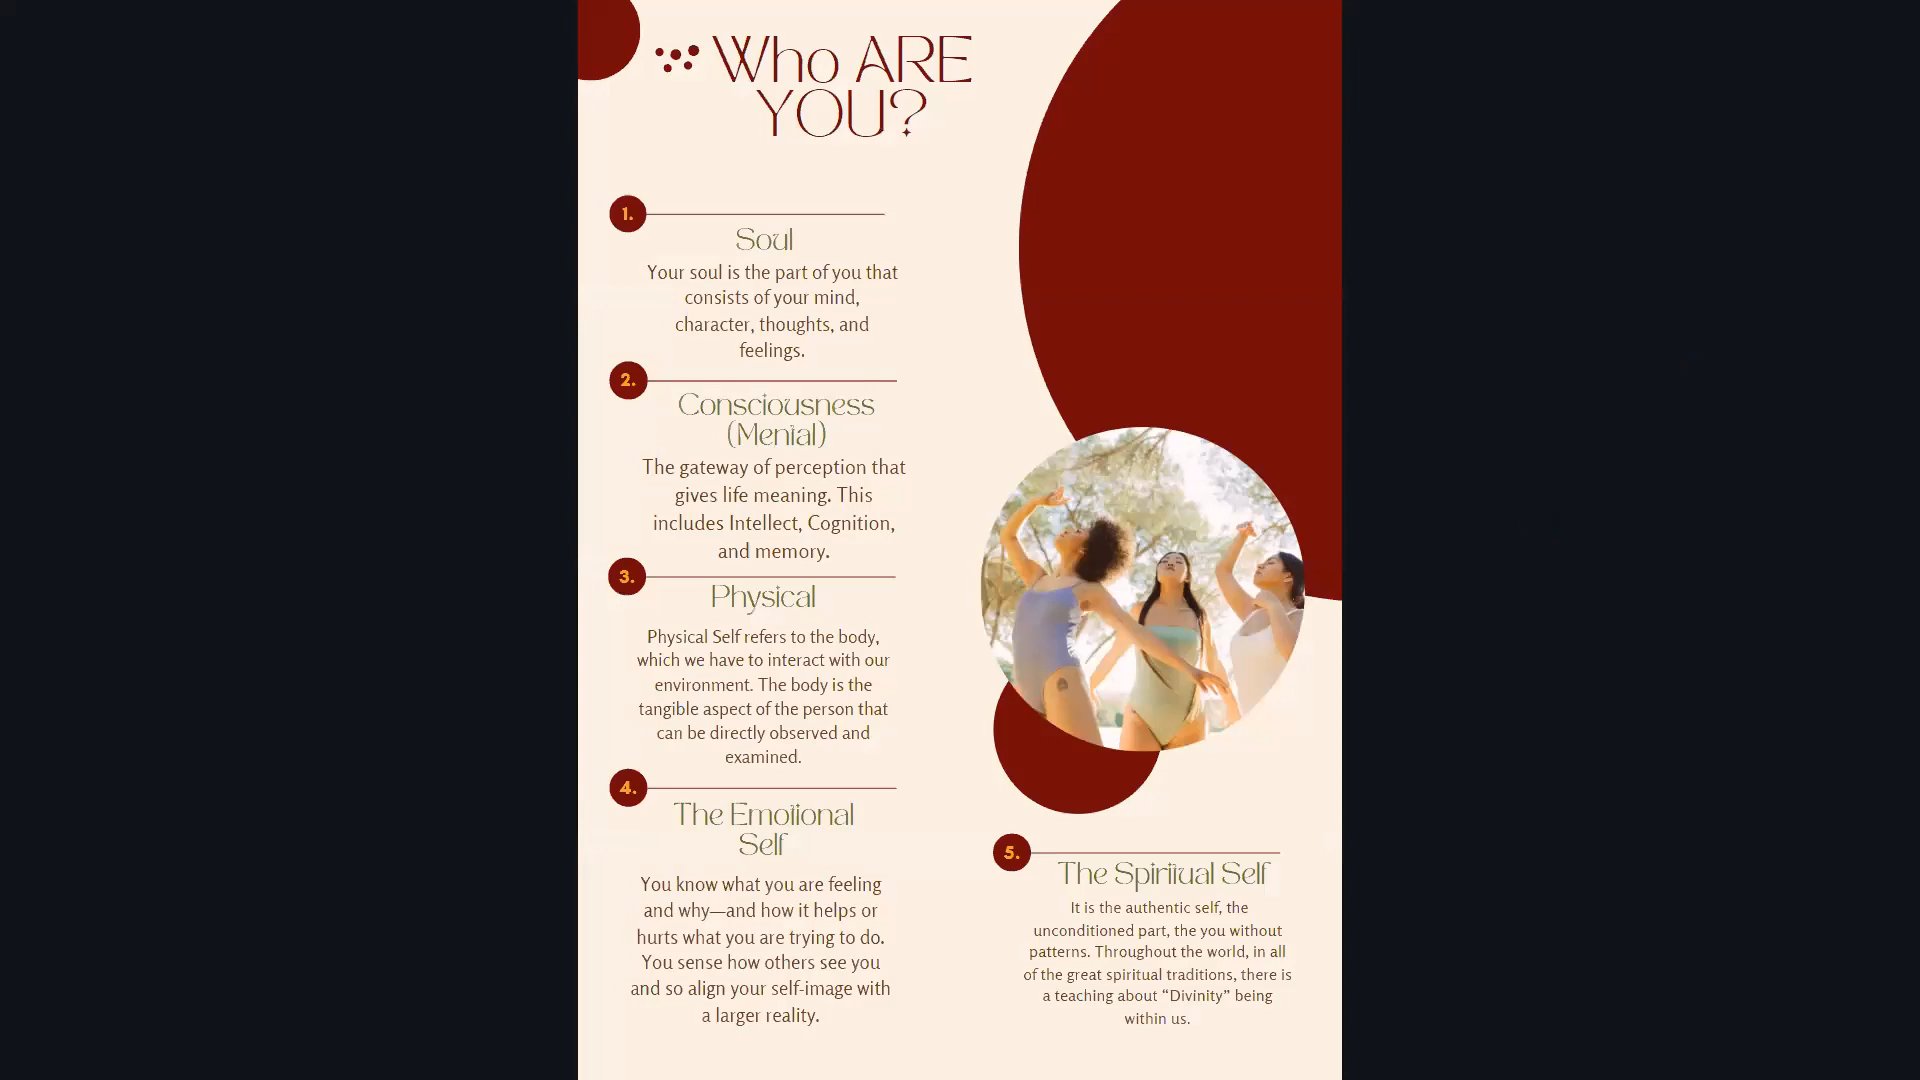 Who ARE
YOU?
1.
Soul
Your soul is the part of you that
consists of your mind,
character, thoughts, and
feelings.
2.
Consciousness
(Mental)
The gateway of perception that
gives life meaning. This
includes Intellect, Cognition,
and memory.
3.
Physical
Physical Self refers to the body,
which we have to interact with our
environment. The body is the
tangible aspect of the person that
can be directly observed and
examined.
4.
The Emotional
Self
You know what you are feeling
and why—and how it helps or
hurts what you are trying to do.
You sense how others see you
and so align your self-image with
a larger reality.
5.
The Spiritual Self
It is the authentic self, the
unconditioned part, the you without
patterns. Throughout the world, in all
of the great spiritual traditions, there is
a teaching about “Divinity” being
within us.